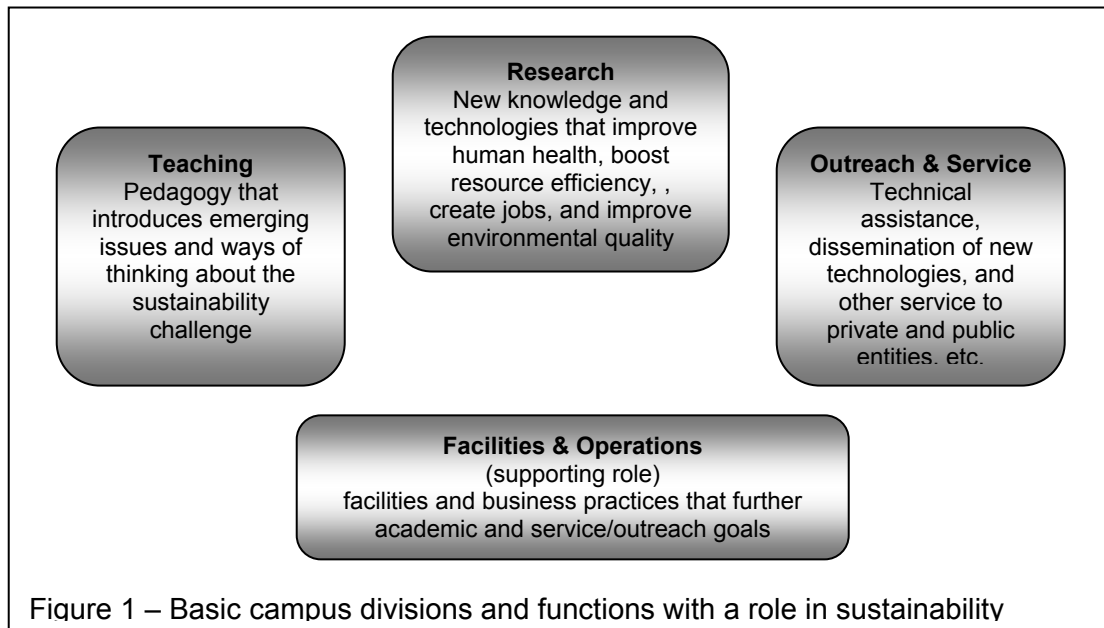 Research
New knowledge and
technologies that improve
human health, boost
resource efficiency, ,
create jobs, and improve
environmental quality
Teaching
Pedagogy that
introduces emerging
issues and ways of
thinking about the
sustainability
challenge
Outreach & Service
Technical
assistance,
dissemination of new
technologies, and
other service to
private and public
entities, etc.
Facilities & Operations
(supporting role)
facilities and business practices that further
academic and service/outreach goals
Figure 1 – Basic campus divisions and functions with a role in sustainability